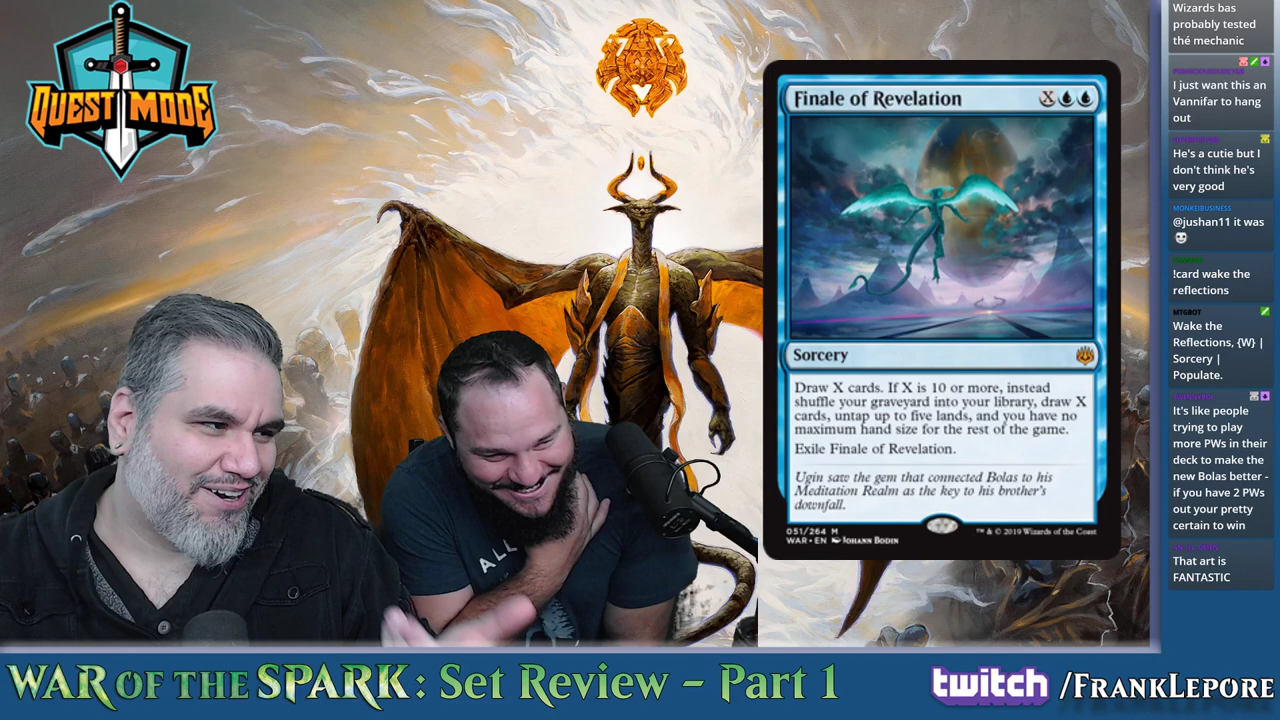 QUEST MODE
Finale of Revelation X
Sorcery
Draw X cards. If X is 10 or more, instead
shuffle your graveyard into your library, draw X
cards, untap up to five lands, and you have no
maximum hand size for the rest of the game.
Exile Finale of Revelation.
Ugin saw the gem that connected Bolas to his
Meditation Realm as the key to his brother's
downfall.
051/264 M
WAR • EN JOHANN BODIN
™ & © 2019 Wizards of the Coast
ALL
Wizards bas
probably tested
thé mechanic
I just want this an
Vannifar to hang
out
He's a cutie but I
don't think he's
very good
MONKEIBUSINESS
@jushan11 it was
!card wake the
reflections
MTGBOT
Wake the
Reflections, {W} |
Sorcery |
Populate.
It's like people
trying to play
more PWs in their
deck to make the
new Bolas better -
if you have 2 PWs
out your pretty
certain to win
That art is
FANTASTIC
WAR OF THE SPARK: Set Review - Part 1
twitch /FRANKLEPORE